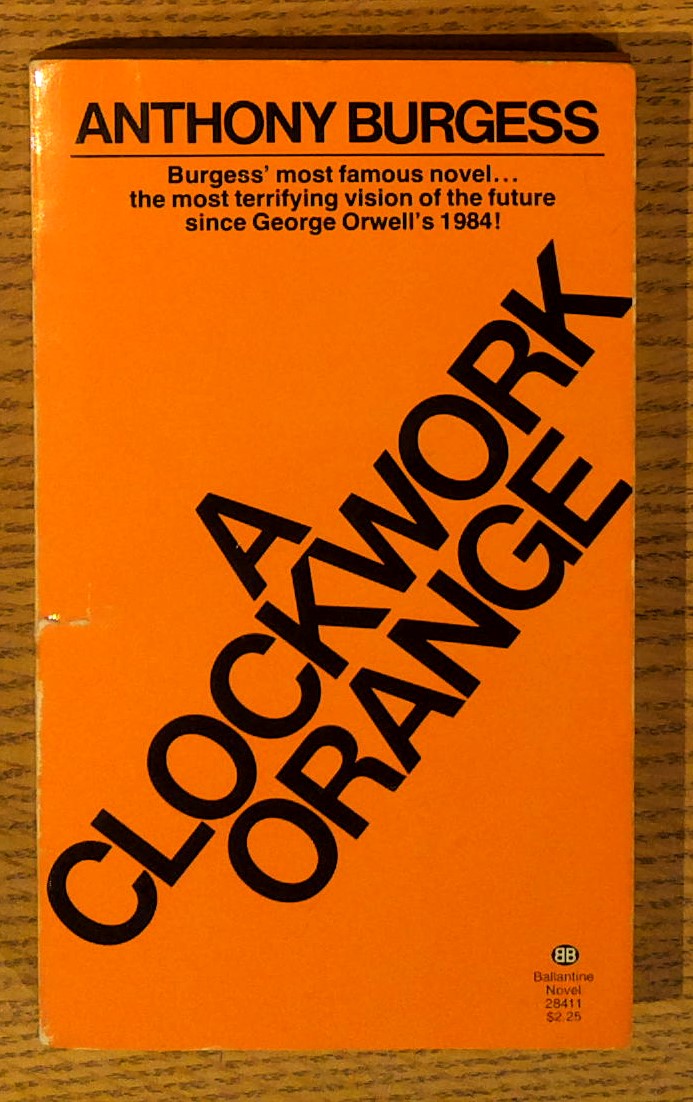 ANTHONY BURGESS
Burgess' most famous novel...
the most terrifying vision of the future
since George Orwell's 1984!
A
CLOCKWORK
ORANGE
BB
Ballantine
Novel
28411
$2.25